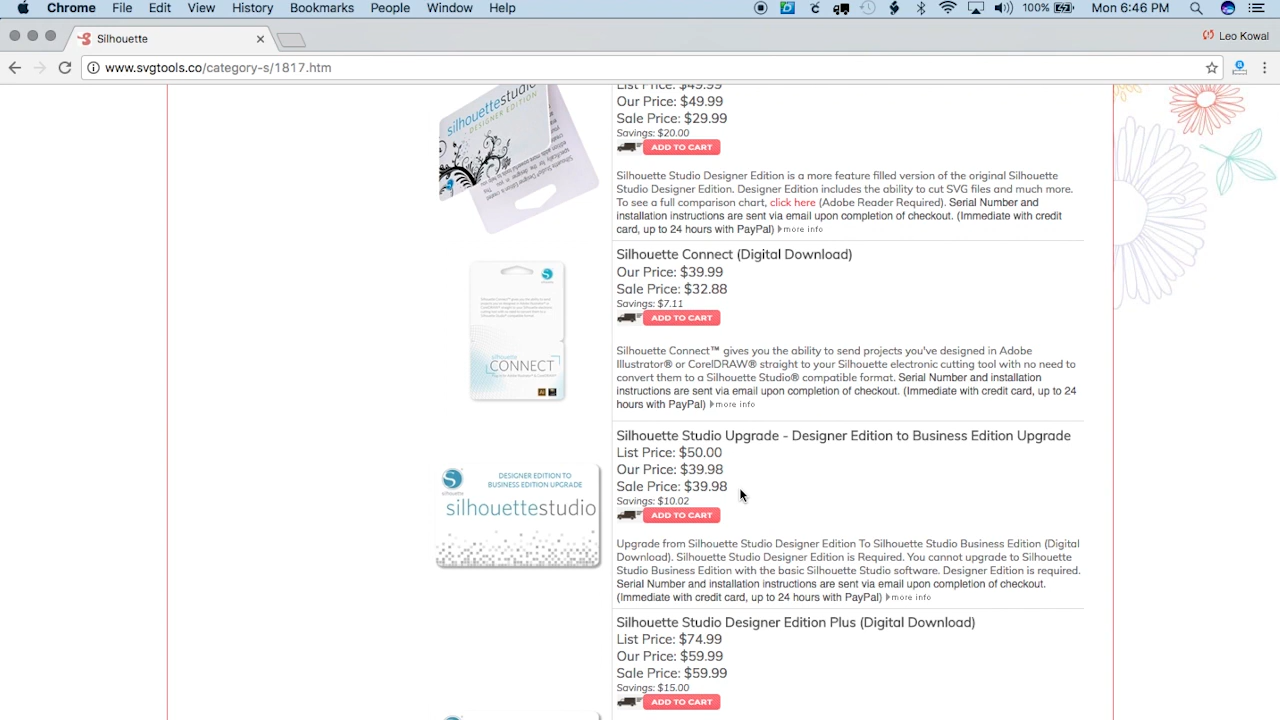 Chrome File Edit View History Bookmarks People Window Help 100% Mon 6:46 PM
Silhouette Leo Kowal
www.svgtools.co/category-s/1817.htm
List Price: $49.99
Our Price: $49.99
Sale Price: $29.99
Savings: $20.00
ADD TO CART
silhouettestudio
DESIGNER EDITION
Silhouette Studio Designer Edition is a more feature filled version of the original Silhouette
Studio Designer Edition. Designer Edition includes the ability to cut SVG files and much more.
To see a full comparison chart, click here (Adobe Reader Required). Serial Number and
installation instructions are sent via email upon completion of checkout. (Immediate with credit
card, up to 24 hours with PayPal) more info
Silhouette Connect (Digital Download)
Our Price: $39.99
Sale Price: $32.88
Savings: $7.11
ADD TO CART
silhouette
CONNECT
Silhouette Connect™ gives you the ability to send projects you've designed in Adobe
Illustrator® or CorelDRAW® straight to your Silhouette electronic cutting tool with no need to
convert them to a Silhouette Studio® compatible format. Serial Number and installation
instructions are sent via email upon completion of checkout. (Immediate with credit card, up to 24
hours with PayPal) more info
Silhouette Studio Upgrade - Designer Edition to Business Edition Upgrade
List Price: $50.00
Our Price: $39.98
Sale Price: $39.98
Savings: $10.02
ADD TO CART
silhouette
DESIGNER EDITION TO
BUSINESS EDITION UPGRADE
silhouettestudio
Upgrade from Silhouette Studio Designer Edition To Silhouette Studio Business Edition (Digital
Download). Silhouette Studio Designer Edition is Required. You cannot upgrade to Silhouette
Studio Business Edition with the basic Silhouette Studio software. Designer Edition is required.
Serial Number and installation instructions are sent via email upon completion of checkout.
(Immediate with credit card, up to 24 hours with PayPal) more info
Silhouette Studio Designer Edition Plus (Digital Download)
List Price: $74.99
Our Price: $59.99
Sale Price: $59.99
Savings: $15.00
ADD TO CART